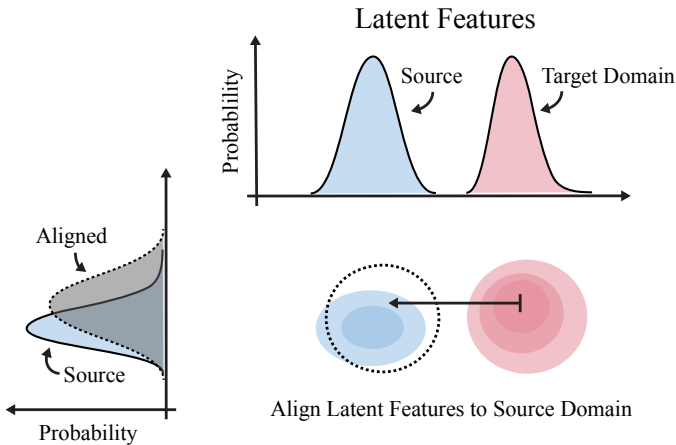 Latent Features
Source
Target Domain
Probablility
Aligned
Source
Probability
Align Latent Features to Source Domain